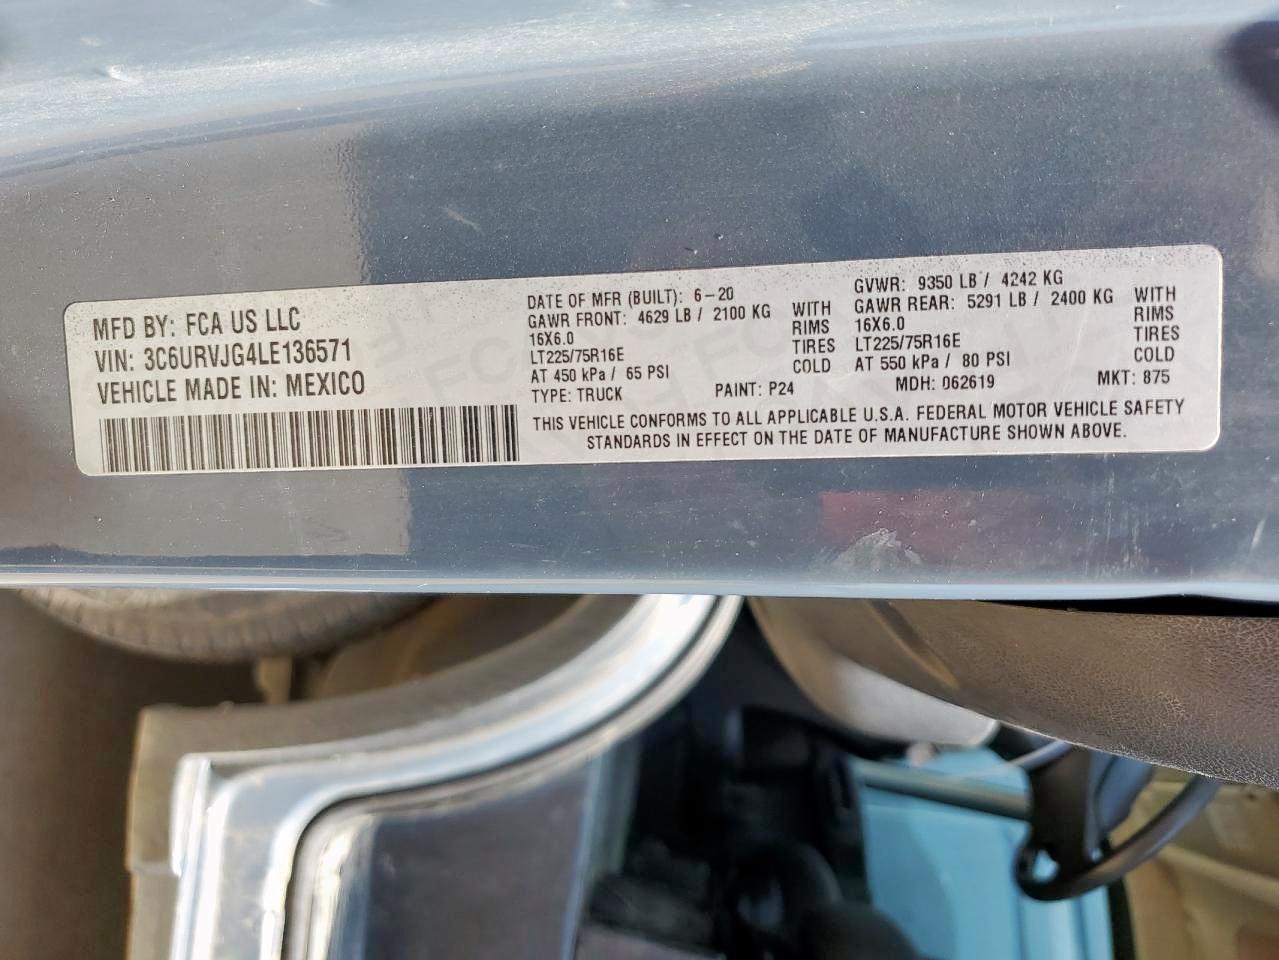 MFD BY: FCA US LLC
VIN: 3C6URVJG4LE136571
VEHICLE MADE IN: MEXICO
DATE OF MFR (BUILT): 6-20
GAWR FRONT: 4629 LB / 2100 KG WITH
16X6.0 RIMS
LT225/75R16E TIRES
AT 450 kPa / 65 PSI COLD
TYPE: TRUCK PAINT: P24
GVWR: 9350 LB / 4242 KG
GAWR REAR: 5291 LB / 2400 KG WITH
16X6.0 RIMS
LT225/75R16E TIRES
AT 550 kPa / 80 PSI COLD
MDH: 062619 MKT: 875
THIS VEHICLE CONFORMS TO ALL APPLICABLE U.S.A. FEDERAL MOTOR VEHICLE SAFETY
STANDARDS IN EFFECT ON THE DATE OF MANUFACTURE SHOWN ABOVE.